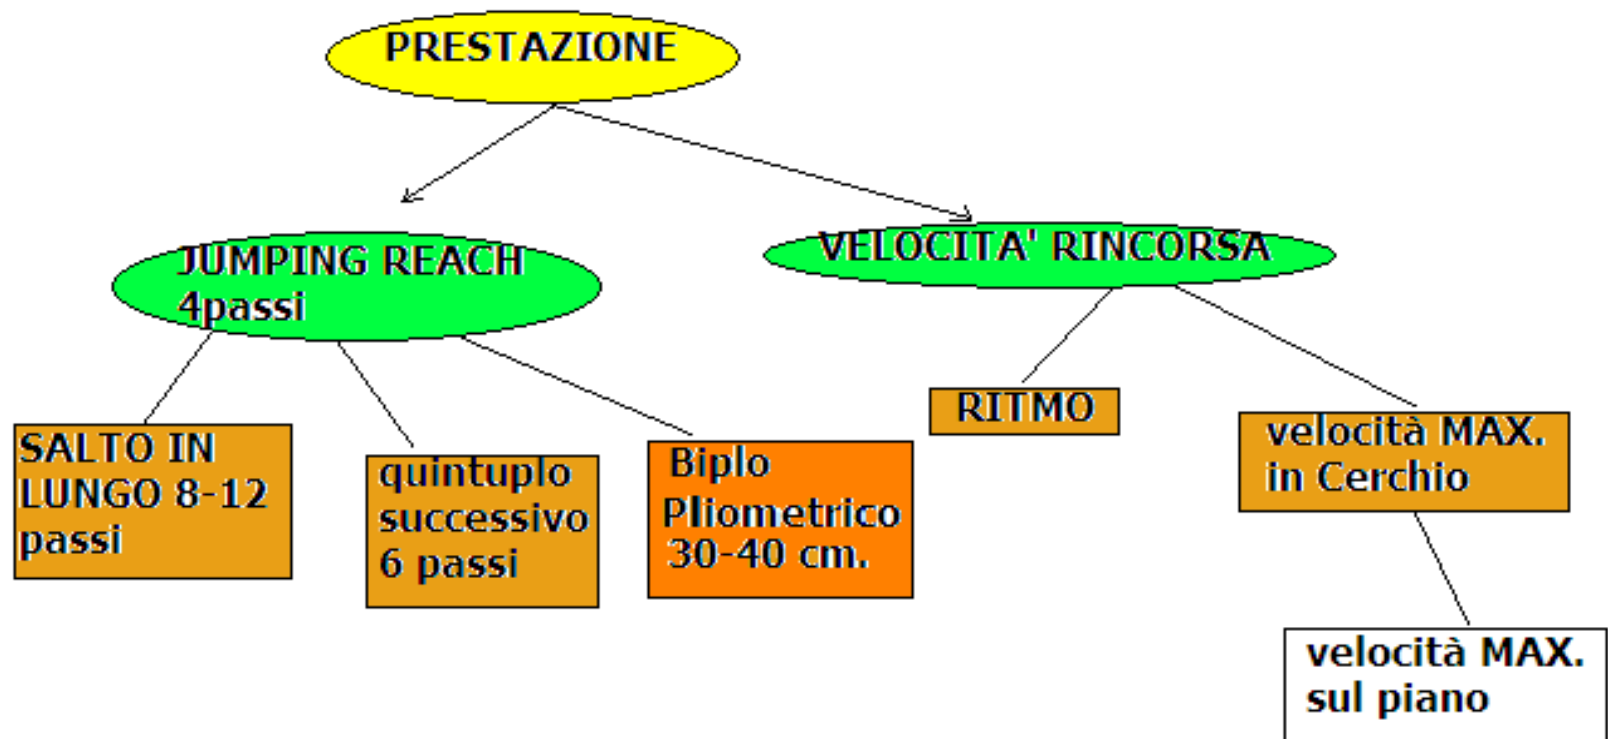 PRESTAZIONE
JUMPING REACH
4passi
VELOCITA' RINCORSA
SALTO IN
LUNGO 8-12
passi
quintuplo
successivo
6 passi
Biplo
Pliometrico
30-40 cm.
RITMO
velocità MAX.
in Cerchio
velocità MAX.
sul piano